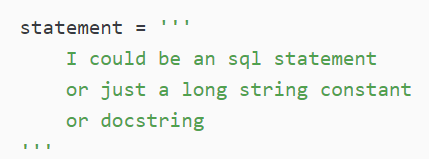 statement = '''
    I could be an sql statement
    or just a long string constant
    or docstring
'''